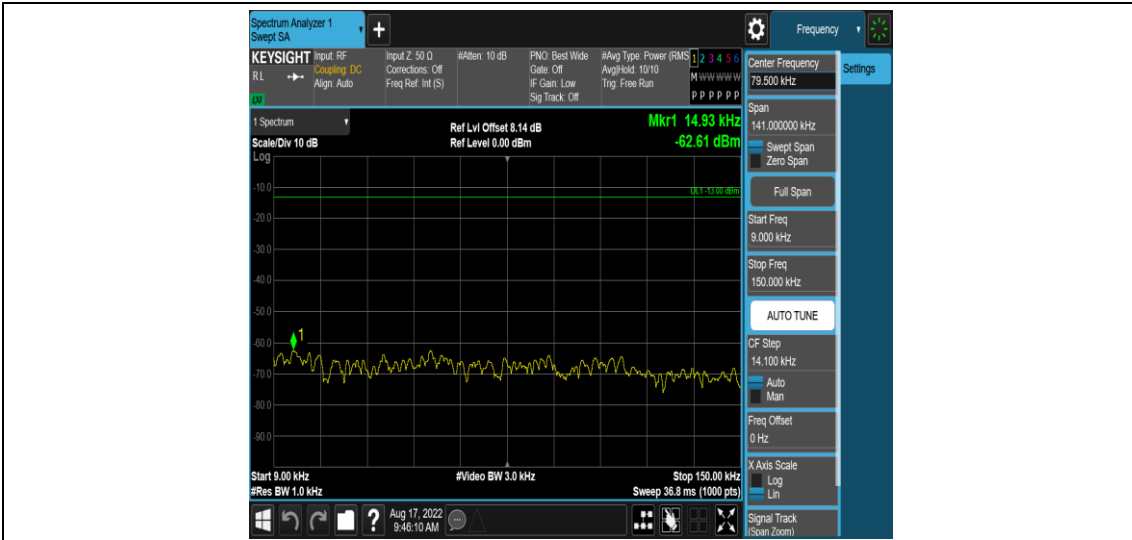 Spectrum Analyzer 1
Swept SA
+
Frequency
KEYSIGHT
RL
LXI
Input: RF
Coupling: DC
Align: Auto
Input Z: 50 Ω
Corrections: Off
Freq Ref: Int (S)
#Atten: 10 dB
PNO: Best Wide
Gate: Off
IF Gain: Low
Sig Track: Off
#Avg Type: Power (RMS
Avg|Hold: 10/10
Trig: Free Run
1 2 3 4 5 6
M W W W W W
P P P P P P
Center Frequency
79.500 kHz
Settings
Span
141.000000 kHz
Swept Span
Zero Span
Full Span
Start Freq
9.000 kHz
Stop Freq
150.000 kHz
AUTO TUNE
CF Step
14.100 kHz
Auto
Man
Freq Offset
0 Hz
X Axis Scale
Log
Lin
Signal Track
(Span Zoom)
1 Spectrum
Scale/Div 10 dB
Log
Ref Lvl Offset 8.14 dB
Ref Level 0.00 dBm
Mkr1 14.93 kHz
-62.61 dBm
DL1 -13.00 dBm
-10.0
-20.0
-30.0
-40.0
-50.0
-60.0
-70.0
-80.0
-90.0
1
Start 9.00 kHz
#Res BW 1.0 kHz
#Video BW 3.0 kHz
Stop 150.00 kHz
Sweep 36.8 ms (1000 pts)
?
Aug 17, 2022
9:46:10 AM